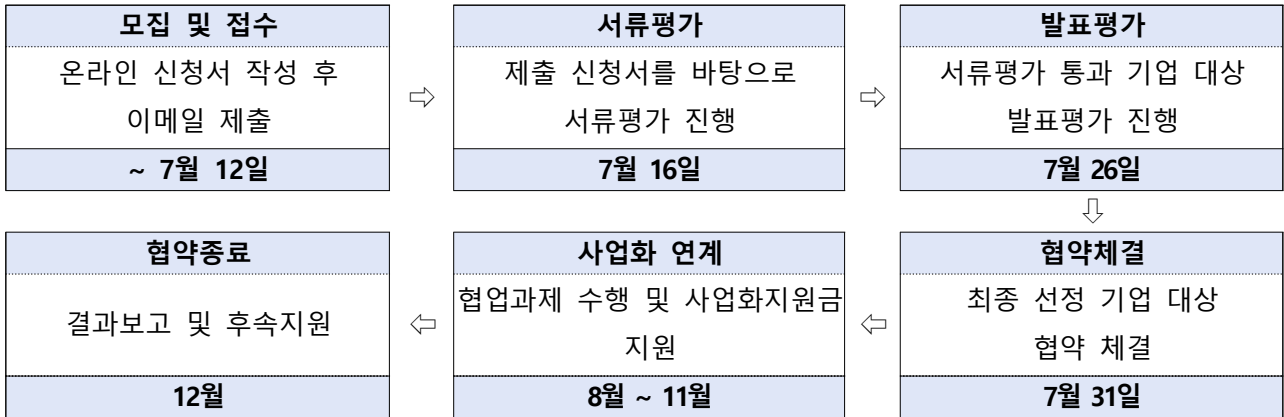 모집 및 접수
온라인 신청서 작성 후
이메일 제출
~ 7월 12일
서류평가
제출 신청서를 바탕으로
서류평가 진행
7월 16일
발표평가
서류평가 통과 기업 대상
발표평가 진행
7월 26일
협약체결
최종 선정 기업 대상
협약 체결
7월 31일
사업화 연계
협업과제 수행 및 사업화지원금
지원
8월 ~ 11월
협약종료
결과보고 및 후속지원
12월